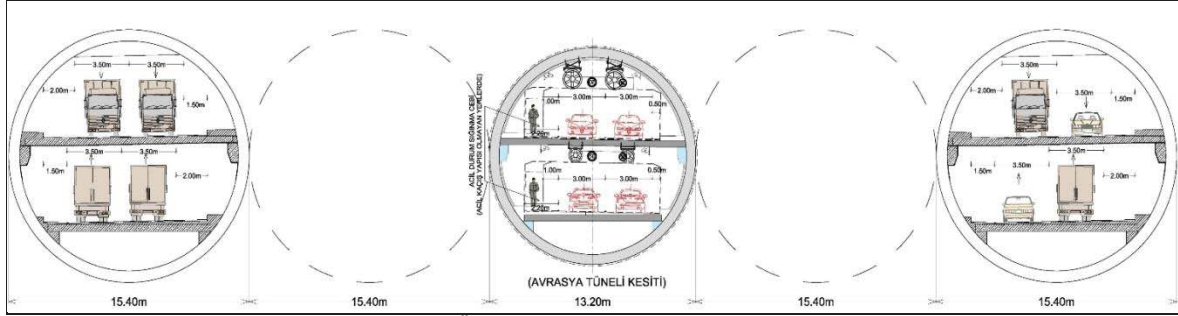 3.50m 3.50m
2.00m
1.50m
3.50m 3.50m
1.50m
2.00m
15.40m
15.40m
ACİL DURUM SIĞINMA CEBİ
(ACİL KAÇIŞ YAPISI OLMAYAN YERLERDE)
1.00m 3.00m 3.00m 0.50m
1.00m 3.00m 3.00m 0.50m
(AVRASYA TÜNELİ KESİTİ)
13.20m
15.40m
3.50m
2.00m
3.50m
1.50m
3.50m
1.50m 3.50m
2.00m
15.40m